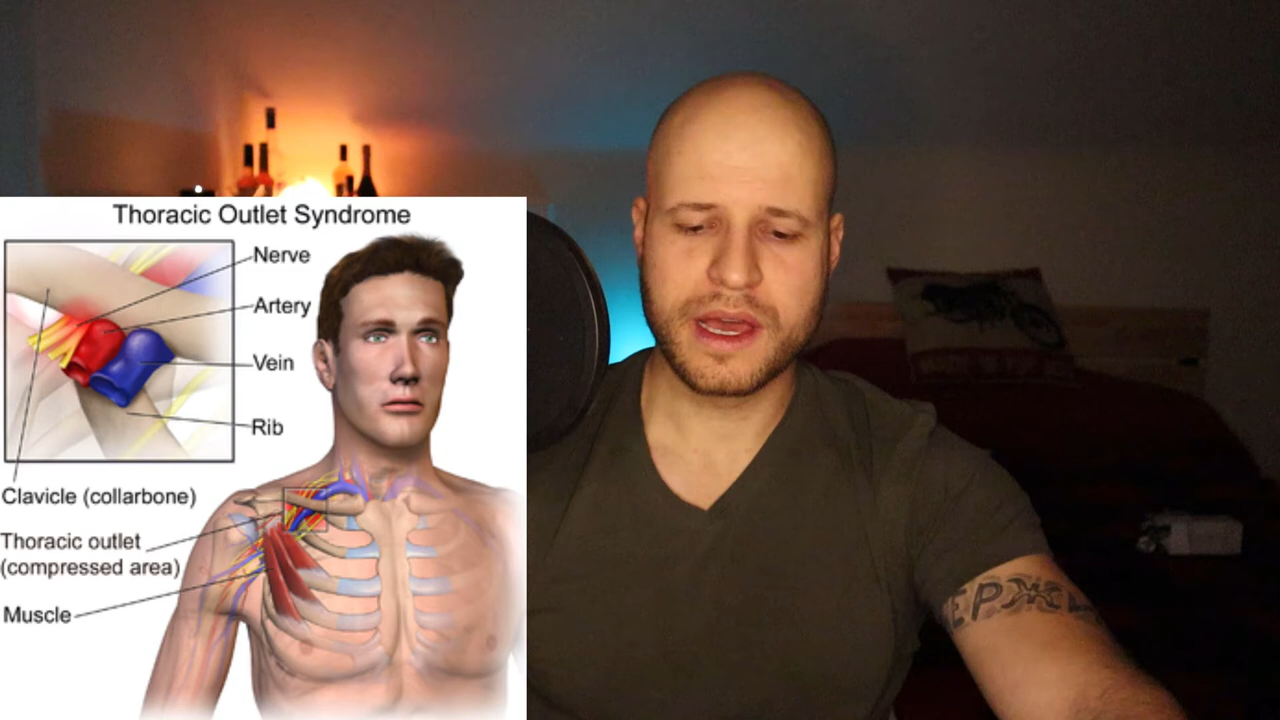 Thoracic Outlet Syndrome
Nerve
Artery
Vein
Rib
Clavicle (collarbone)
Thoracic outlet
(compressed area)
Muscle